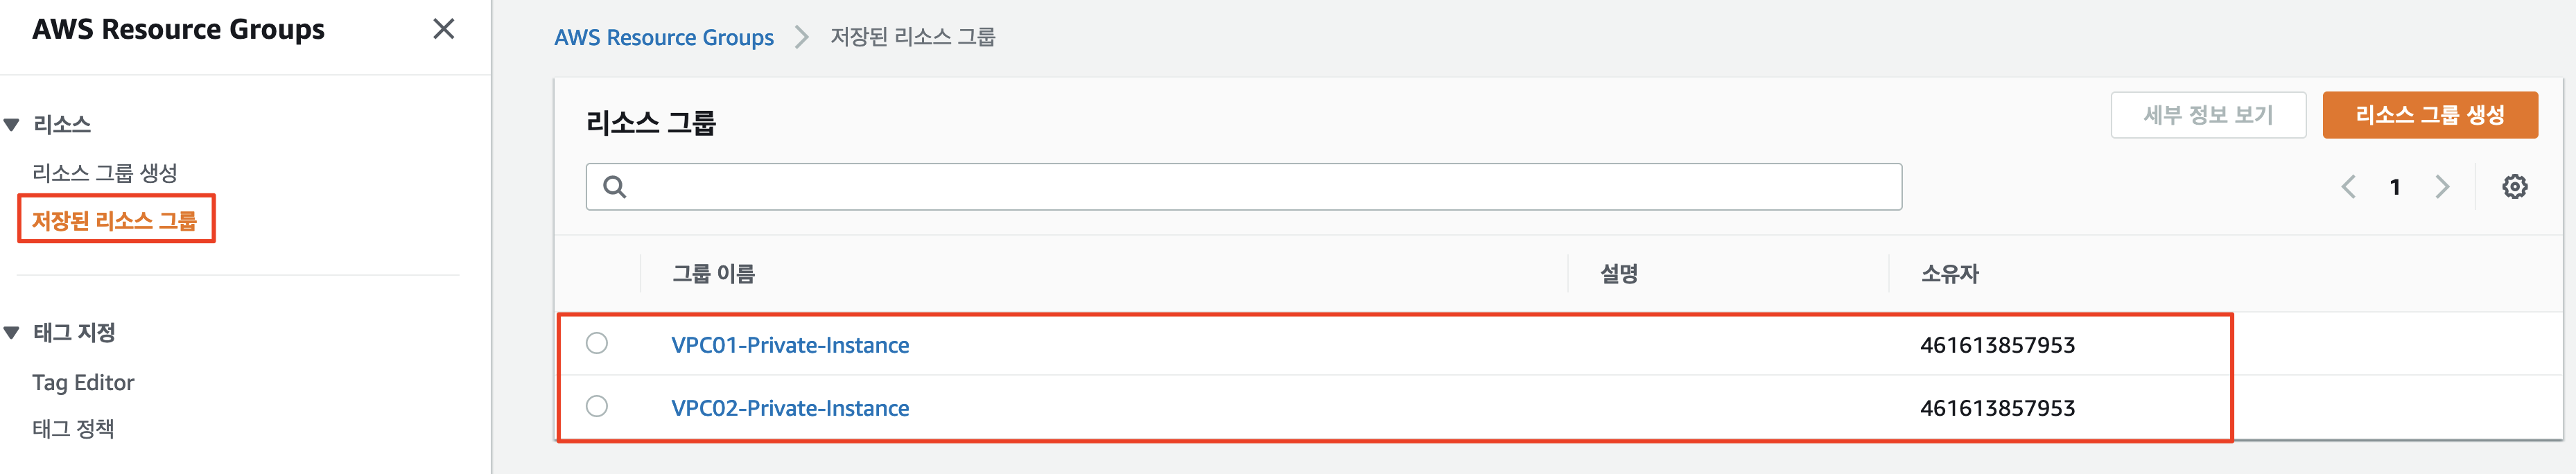 AWS Resource Groups
리소스
리소스 그룹 생성
저장된 리소스 그룹
태그 지정
Tag Editor
태그 정책
AWS Resource Groups 저장된 리소스 그룹
리소스 그룹
세부 정보 보기 리소스 그룹 생성
1
그룹 이름 설명 소유자
VPC01-Private-Instance 461613857953
VPC02-Private-Instance 461613857953